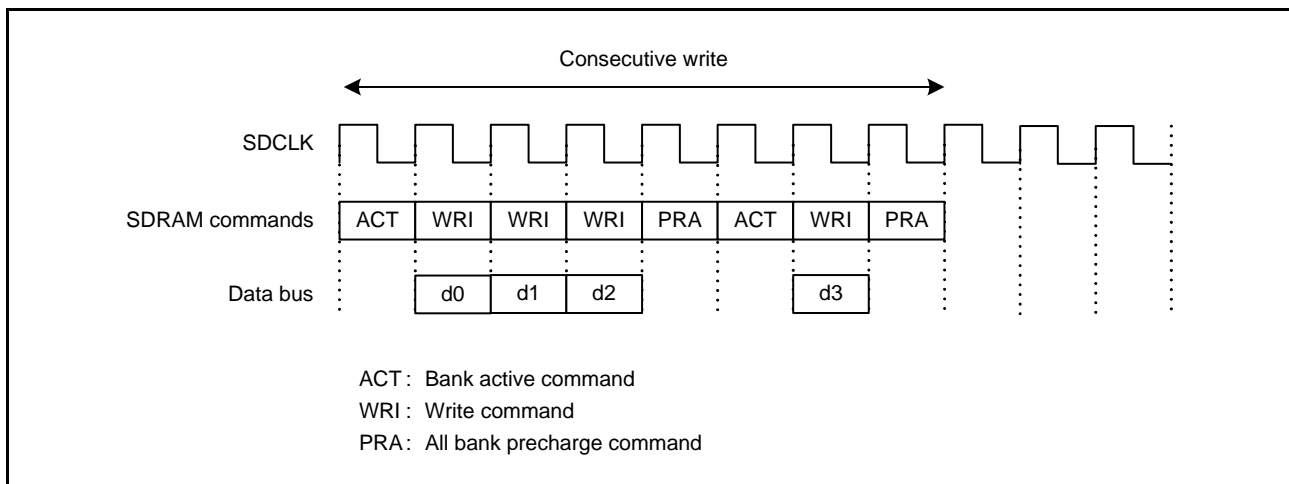 Consecutive write
SDCLK
SDRAM commands ACT WRI WRI WRI PRA ACT WRI PRA
Data bus d0 d1 d2 d3
ACT : Bank active command
WRI : Write command
PRA : All bank precharge command